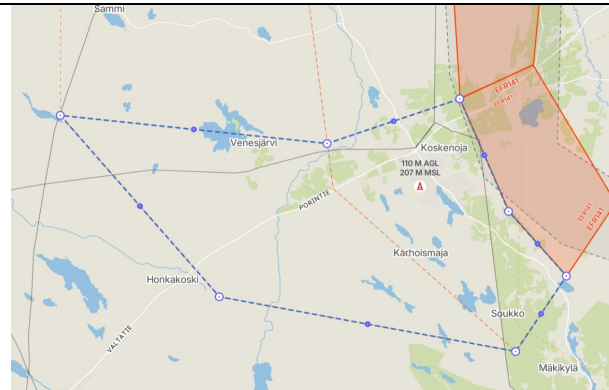 Sammi
EFR141
EFR141
Venesjärvi
Koskenoja
110 M AGL
207 M MSL
PORINTIE
EFR141
EFR141
Karhoismaja
Honkakoski
Soukko
VALTATIE
Mäkikylä